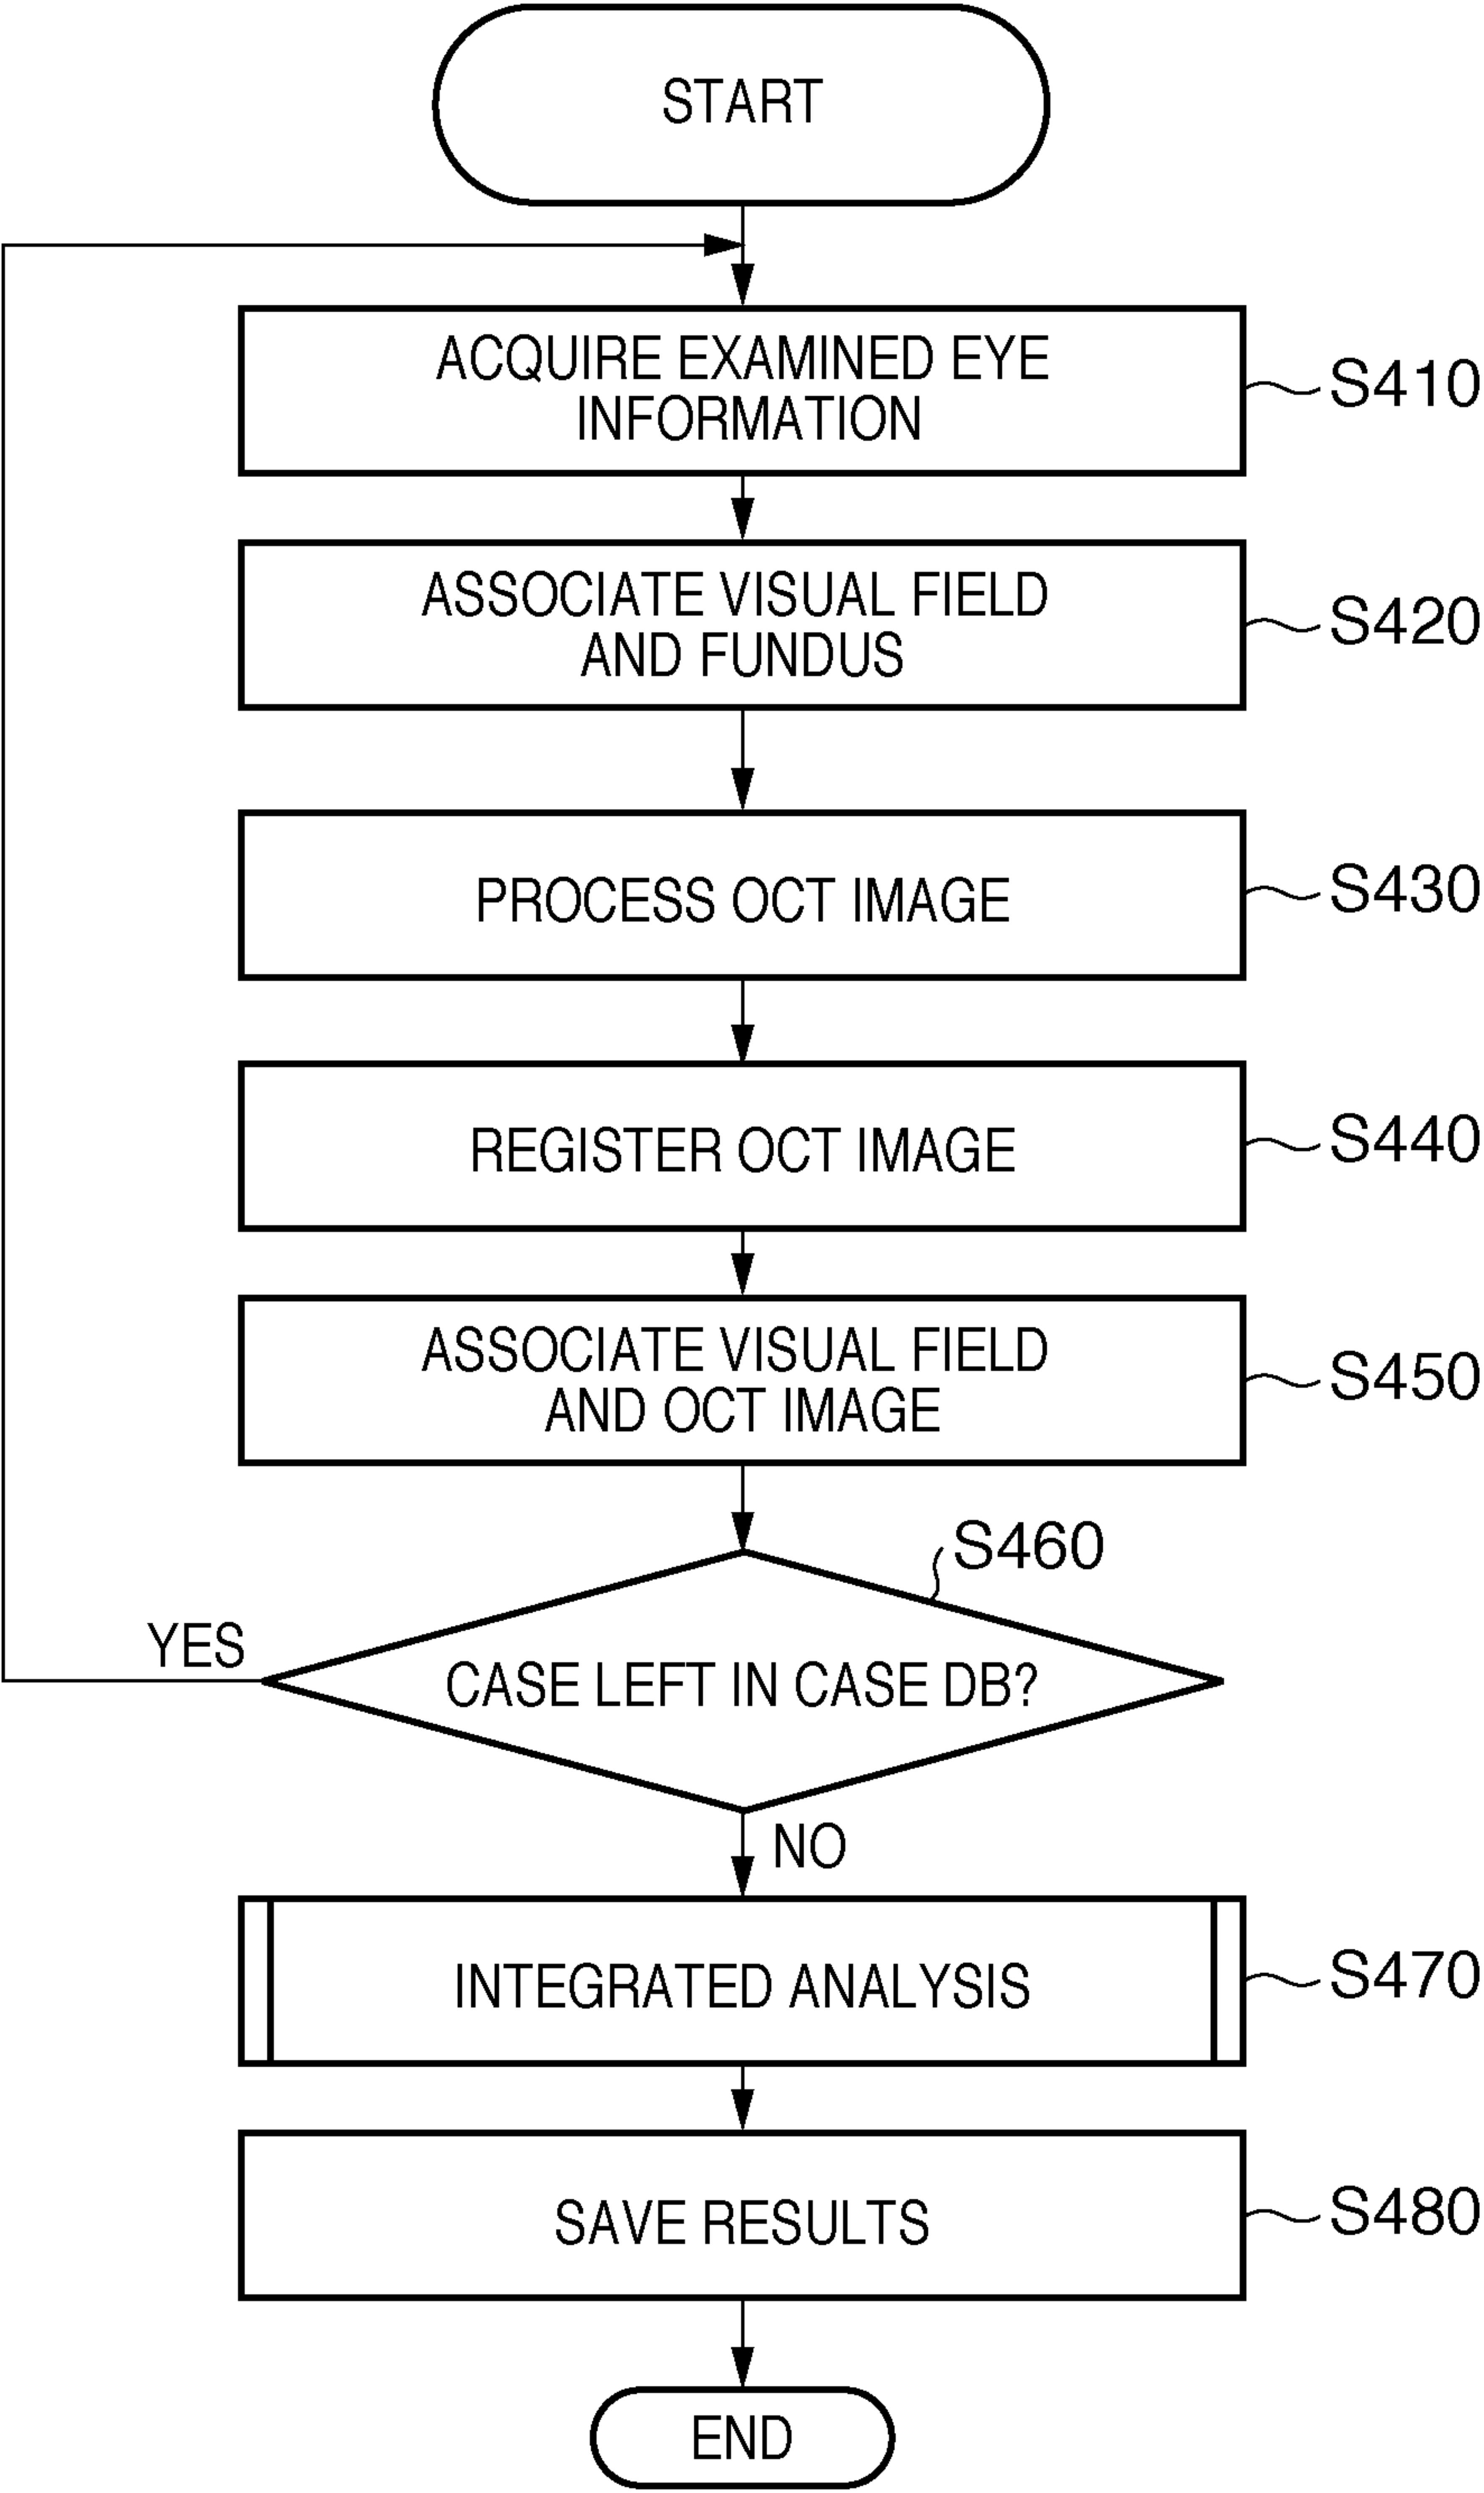 START
ACQUIRE EXAMINED EYE
INFORMATION
S410
ASSOCIATE VISUAL FIELD
AND FUNDUS
S420
PROCESS OCT IMAGE
S430
REGISTER OCT IMAGE
S440
ASSOCIATE VISUAL FIELD
AND OCT IMAGE
S450
S460
YES
CASE LEFT IN CASE DB?
NO
INTEGRATED ANALYSIS
S470
SAVE RESULTS
S480
END